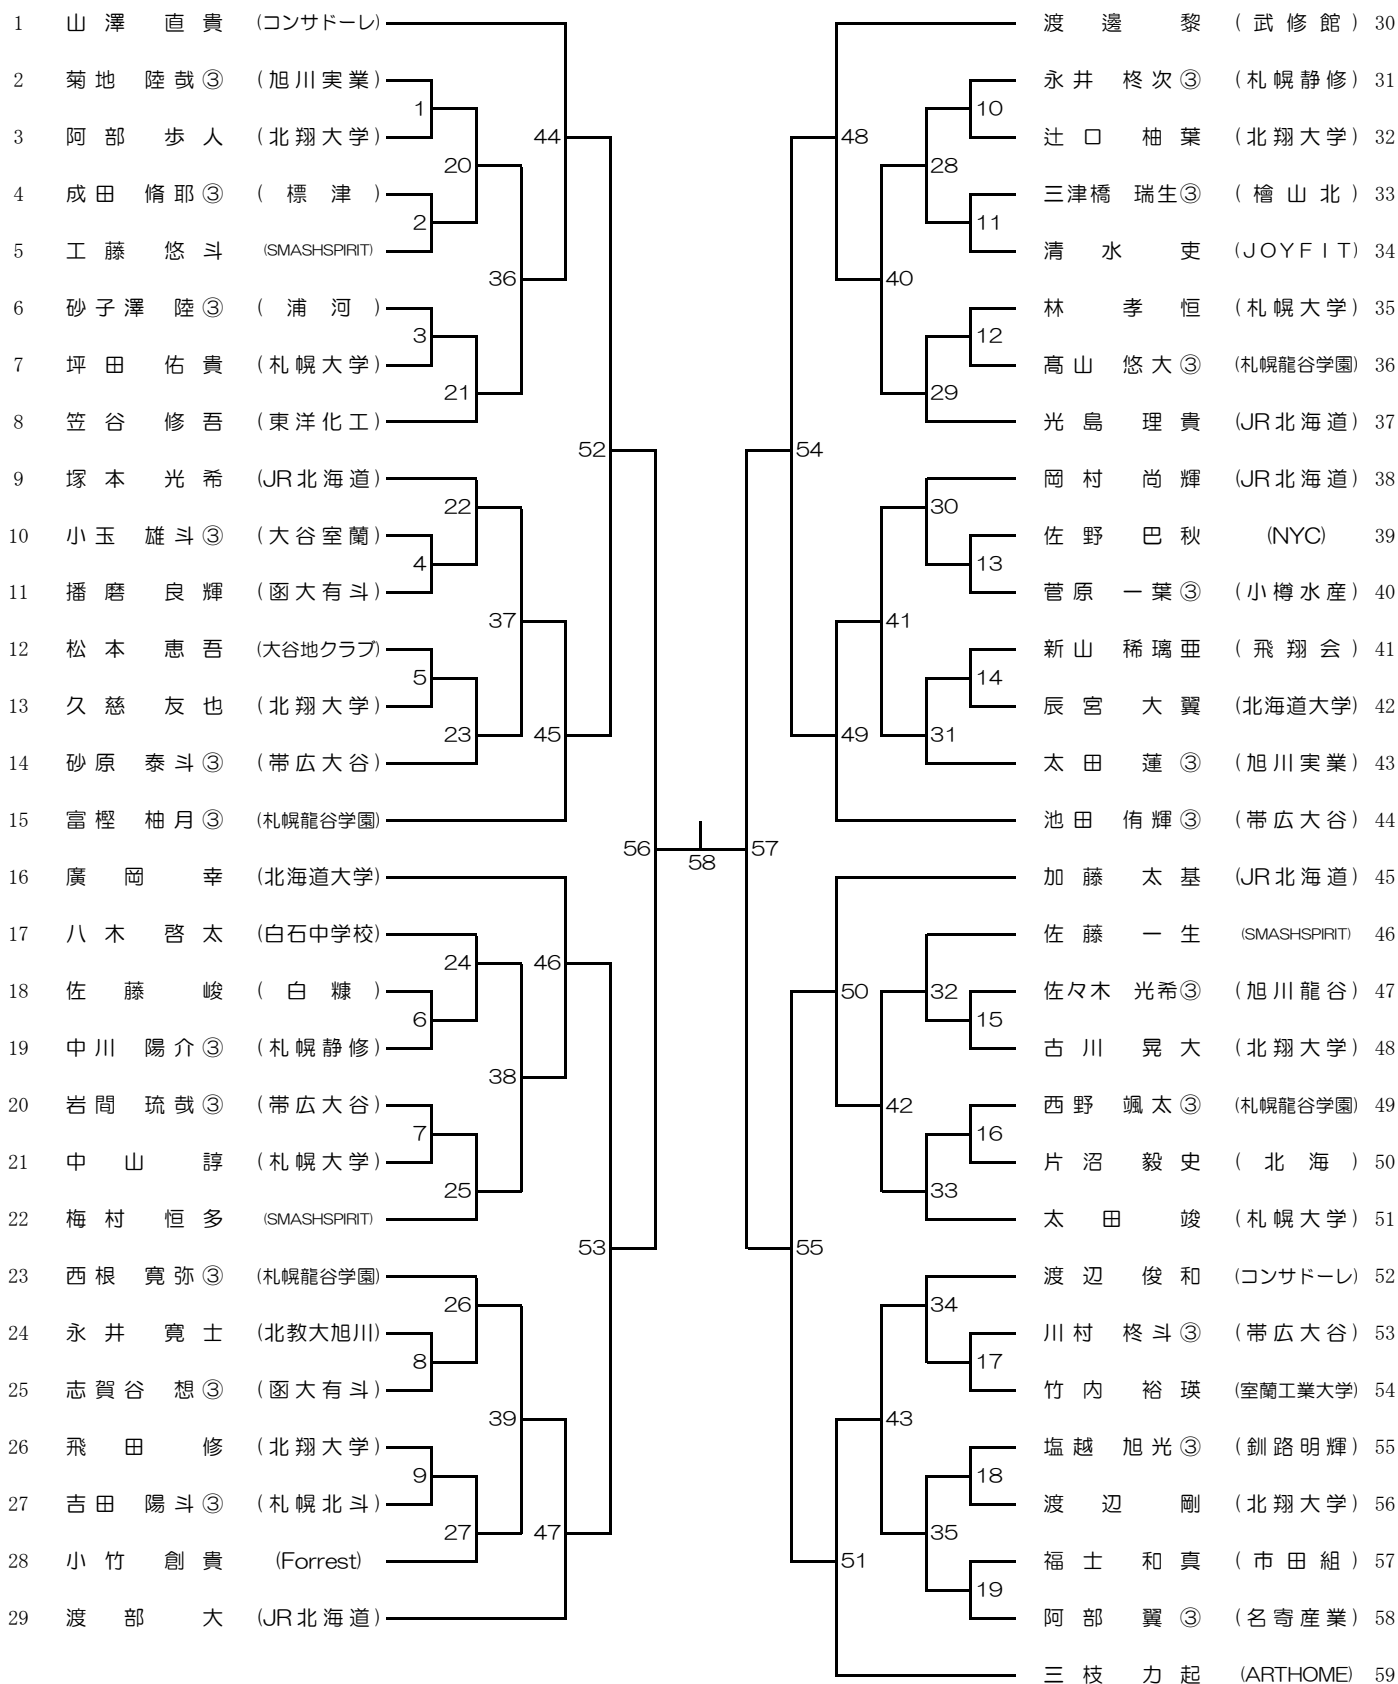 1 山澤 直貴 (コンサドーレ)
2 菊地 陸哉③ (旭川実業)
1
3 阿部 歩人 (北翔大学)
44
20
4 成田 脩耶③ (標津)
2
5 工藤 悠斗 (SMASHSPIRIT)
36
6 砂子澤 陸③ (浦河)
3
7 坪田 佑貴 (札幌大学)
21
8 笠谷 修吾 (東洋化工)
52
9 塚本 光希 (JR北海道)
22
10 小玉 雄斗③ (大谷室蘭)
4
11 播磨 良輝 (函大有斗)
37
12 松本 恵吾 (大谷地クラブ)
5
13 久慈 友也 (北翔大学)
23
45
14 砂原 泰斗③ (帯広大谷)
15 富樫 柚月③ (札幌龍谷学園)
56
16 廣岡 幸 (北海道大学)
17 八木 啓太 (白石中学校)
24
46
18 佐藤 峻 (白糠)
6
19 中川 陽介③ (札幌静修)
38
20 岩間 琉哉③ (帯広大谷)
7
21 中山 諄 (札幌大学)
25
22 梅村 恒多 (SMASHSPIRIT)
53
23 西根 寛弥③ (札幌龍谷学園)
26
24 永井 寛士 (北教大旭川)
8
25 志賀谷 想③ (函大有斗)
39
26 飛田 修 (北翔大学)
9
27 吉田 陽斗③ (札幌北斗)
27
47
28 小竹 創貴 (Forrest)
29 渡部 大 (JR北海道)
58
渡邊 黎 (武修館) 30
永井 柊次③ (札幌静修) 31
10
辻口 柚葉 (北翔大学) 32
48
28
三津橋 瑞生③ (檜山北) 33
11
清水 吏 (JOYFIT) 34
40
林 孝恒 (札幌大学) 35
12
髙山 悠大③ (札幌龍谷学園) 36
29
光島 理貴 (JR北海道) 37
54
岡村 尚輝 (JR北海道) 38
30
佐野 巴秋 (NYC) 39
13
菅原 一葉③ (小樽水産) 40
41
新山 稀璃亜 (飛翔会) 41
14
辰宮 大翼 (北海道大学) 42
49
31
太田 蓮③ (旭川実業) 43
池田 侑輝③ (帯広大谷) 44
57
加藤 太基 (JR北海道) 45
佐藤 一生 (SMASHSPIRIT) 46
50
32
佐々木 光希③ (旭川龍谷) 47
15
古川 晃大 (北翔大学) 48
42
西野 颯太③ (札幌龍谷学園) 49
16
片沼 毅史 (北海) 50
33
太田 竣 (札幌大学) 51
55
渡辺 俊和 (コンサドーレ) 52
34
川村 柊斗③ (帯広大谷) 53
17
竹内 裕瑛 (室蘭工業大学) 54
43
塩越 旭光③ (釧路明輝) 55
18
渡辺 剛 (北翔大学) 56
35
福士 和真 (市田組) 57
51
19
阿部 翼③ (名寄産業) 58
三枝 力起 (ARTHOME) 59